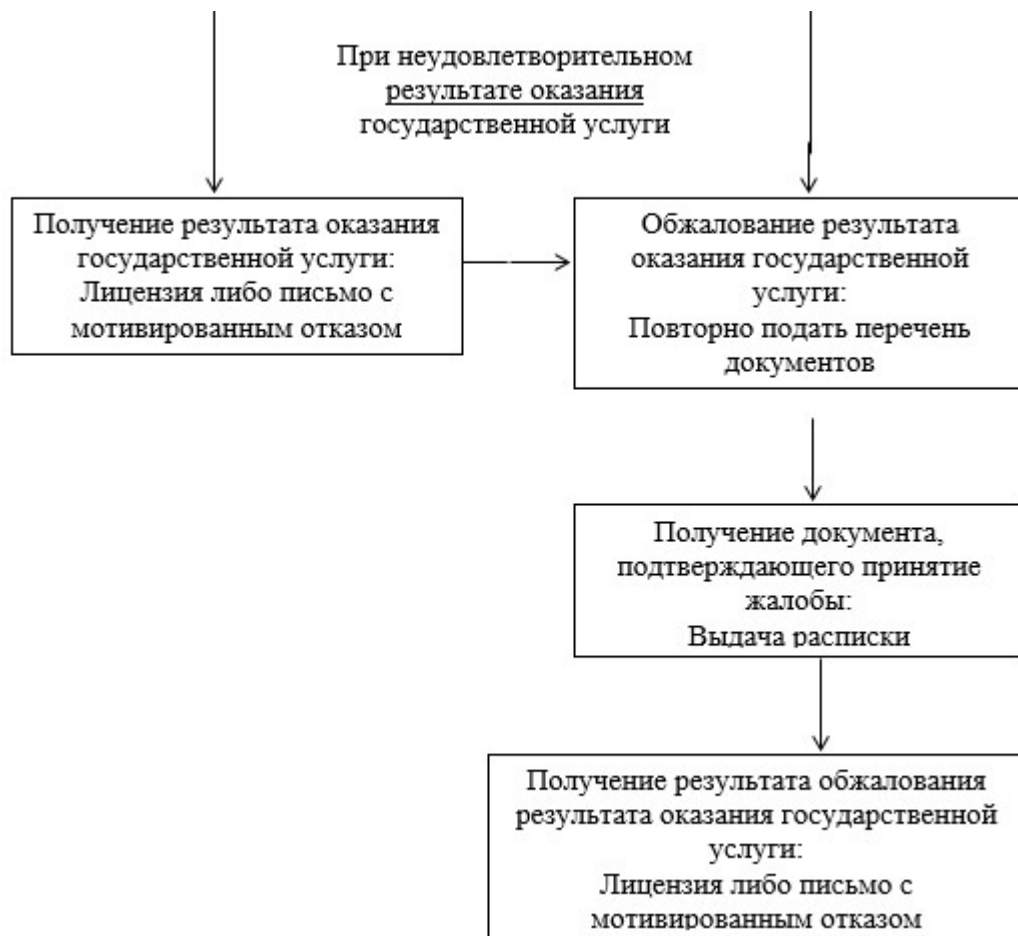 При неудовлетворительном
результате оказания
государственной услуги
Получение результата оказания
государственной услуги:
Лицензия либо письмо с
мотивированным отказом
Обжалование результата
оказания государственной
услуги:
Повторно подать перечень
документов
Получение документа,
подтверждающего принятие
жалобы:
Выдача расписки
Получение результата обжалования
результата оказания государственной
услуги:
Лицензия либо письмо с
мотивированным отказом